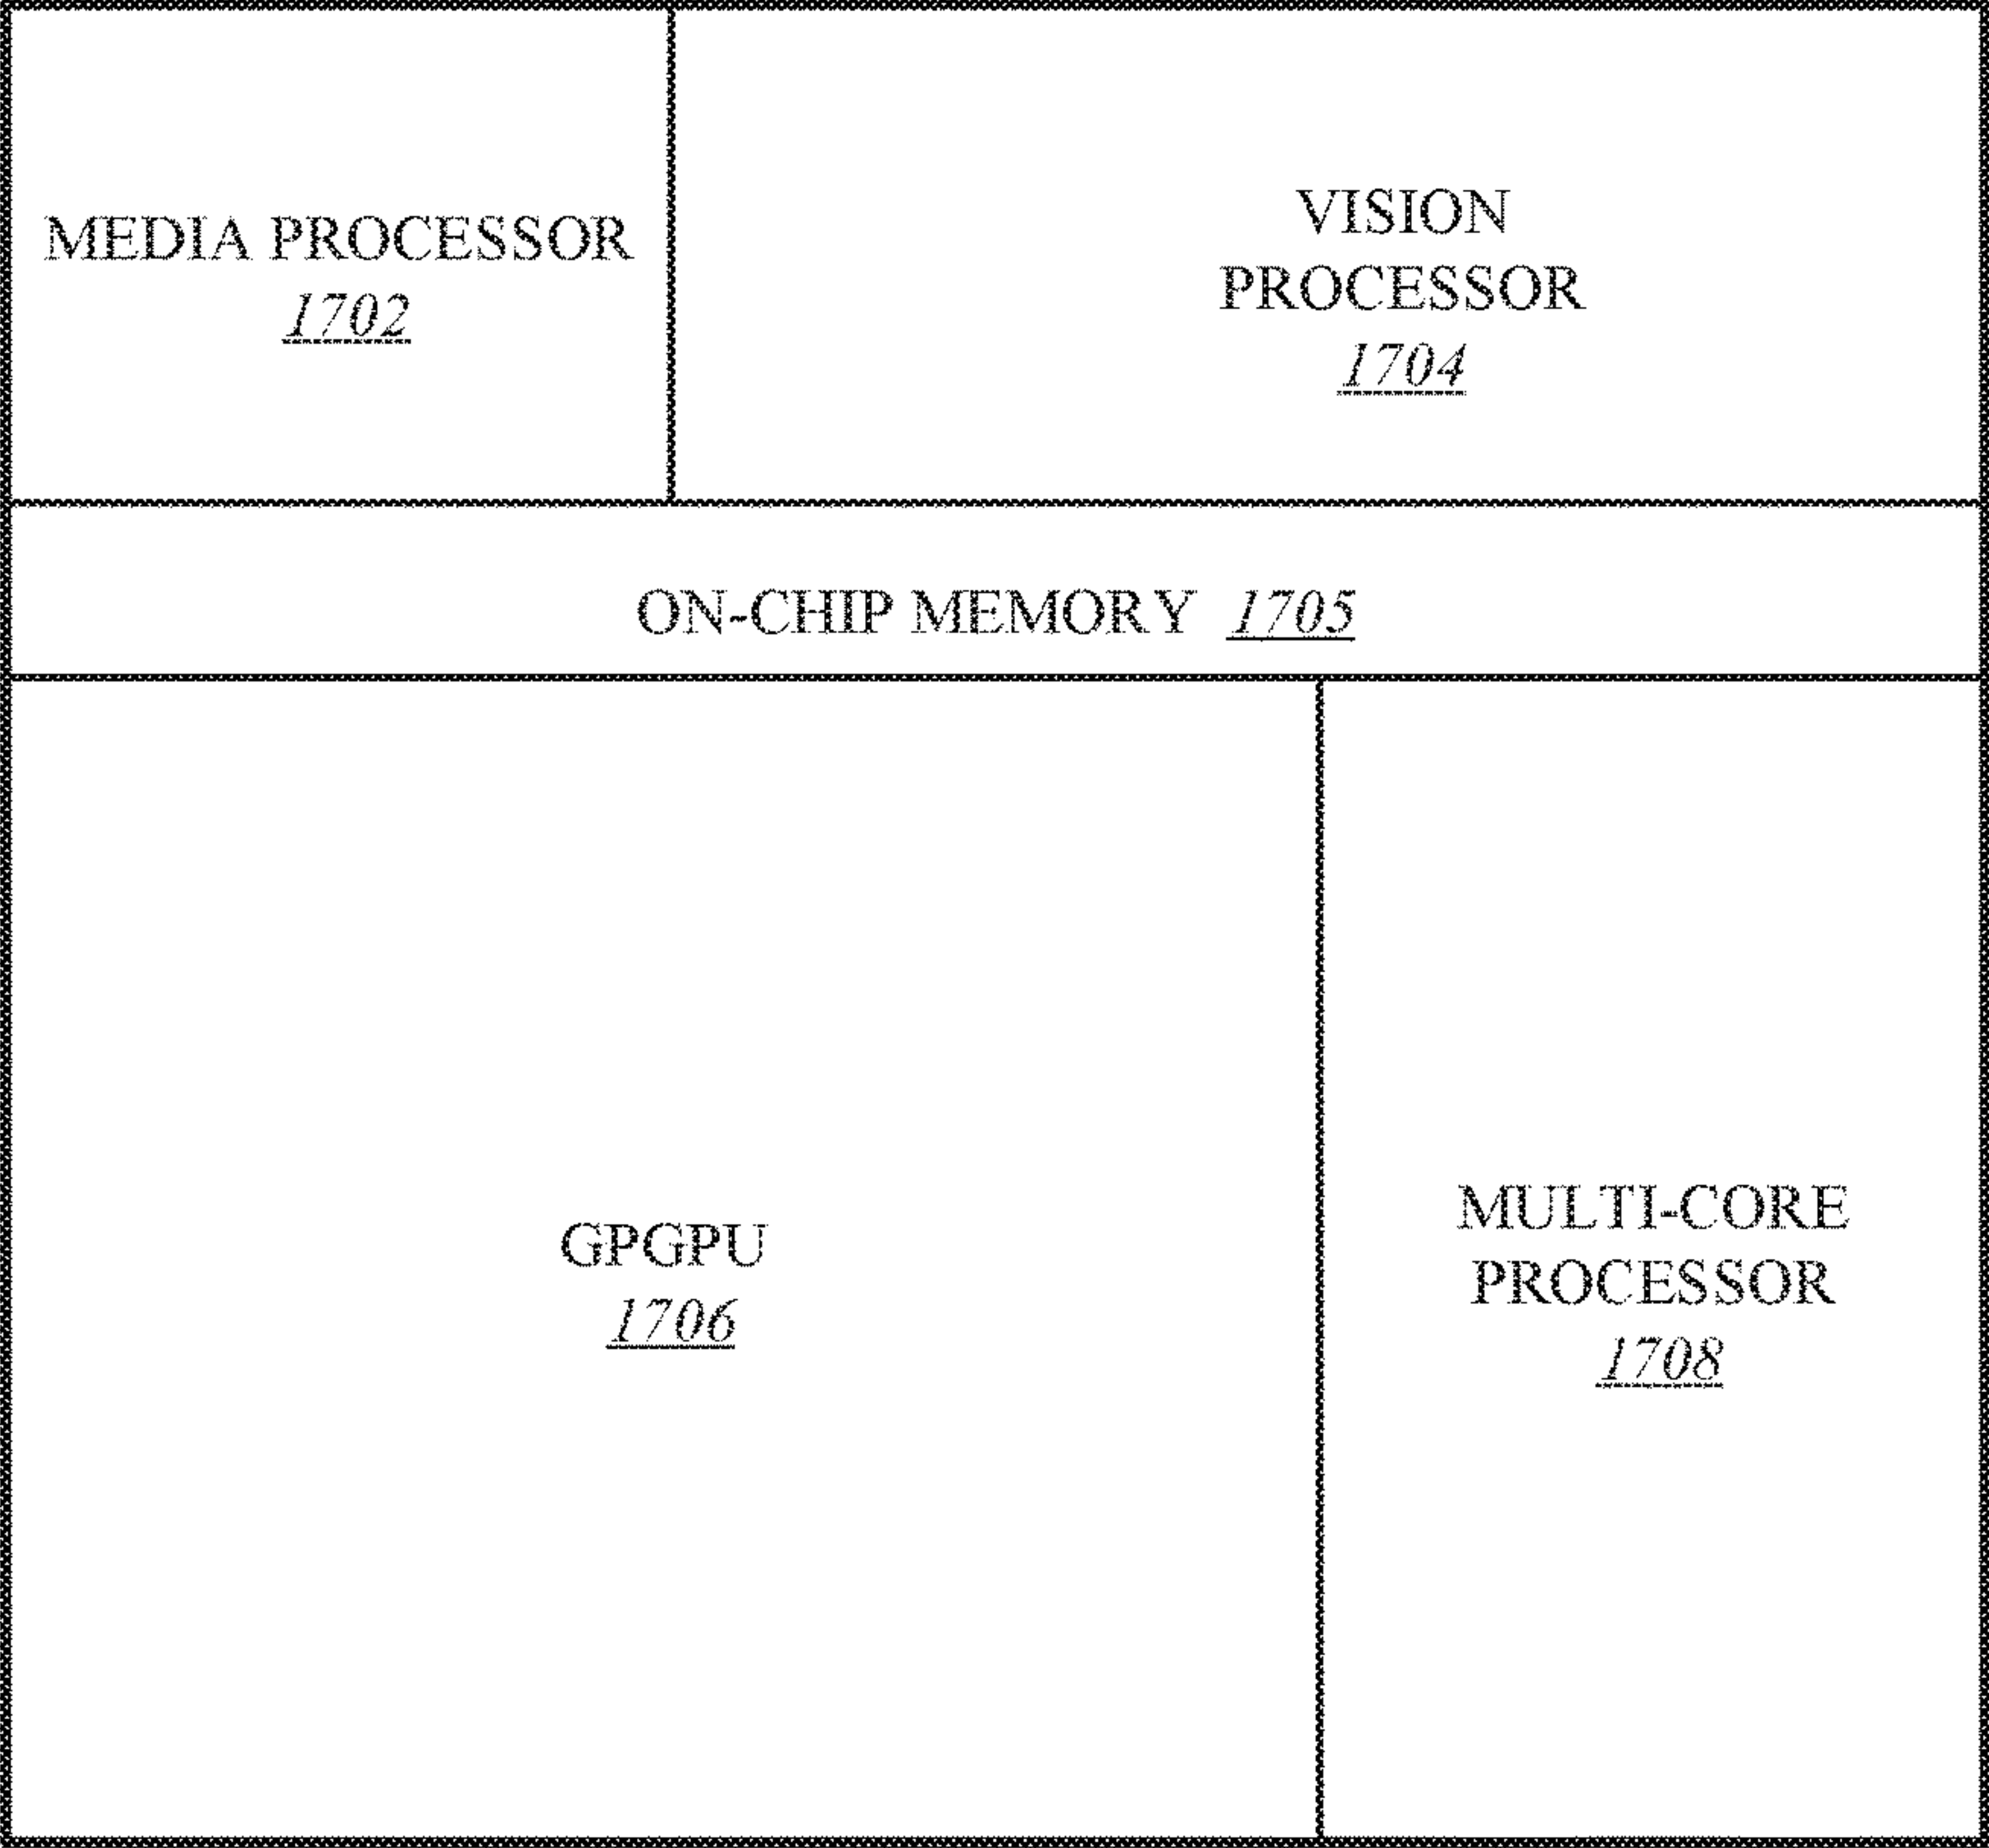 MEDIA PROCESSOR
1702
VISION
PROCESSOR
1704
ON-CHIP MEMORY 1705
GPGPU
1706
MULTI-CORE
PROCESSOR
1708